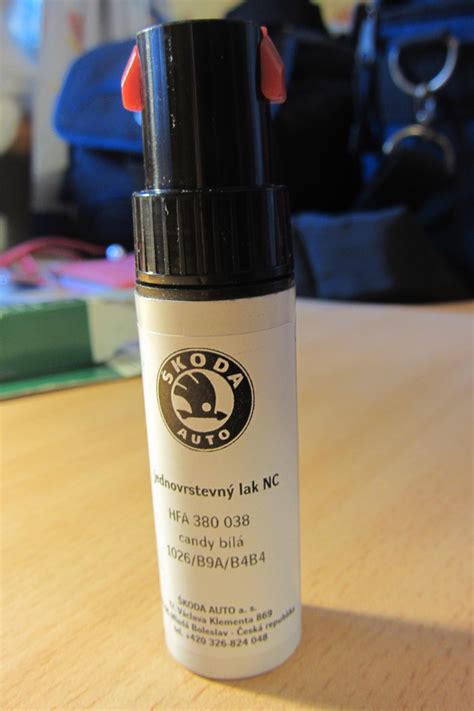 ŠKODA
AUTO
jednovrstevný lak NC
HFA 380 038
candy bílá
1026/B9A/B4B4
ŠKODA AUTO a. s.
Václava Klementa 869
Mladá Boleslav - Česká republika
tel. +420 326-824 048